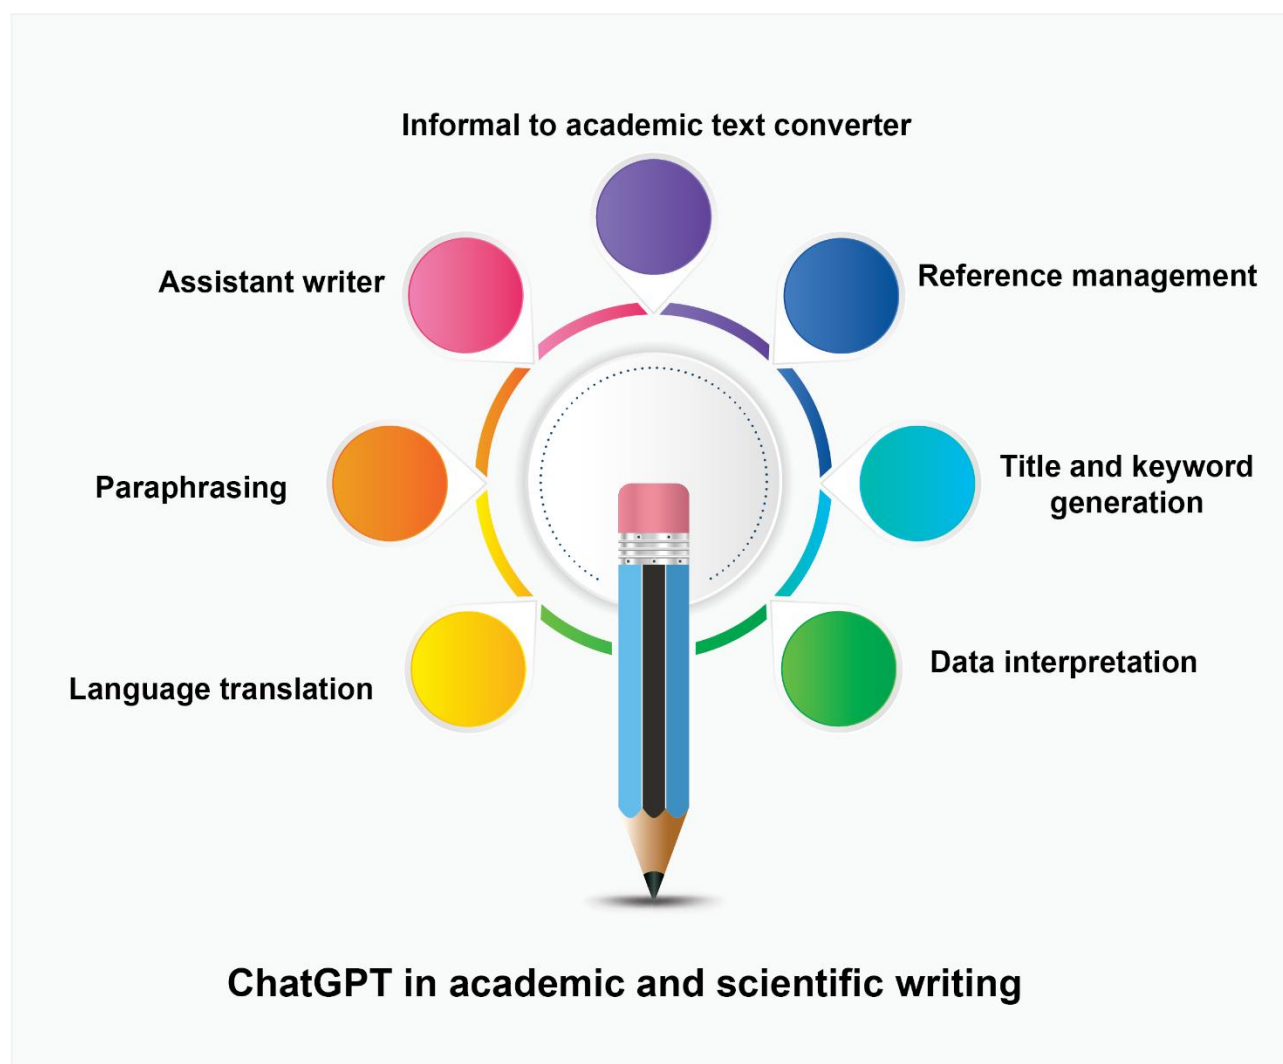 Informal to academic text converter
Assistant writer
Reference management
Paraphrasing
Title and keyword
generation
Language translation
Data interpretation
ChatGPT in academic and scientific writing